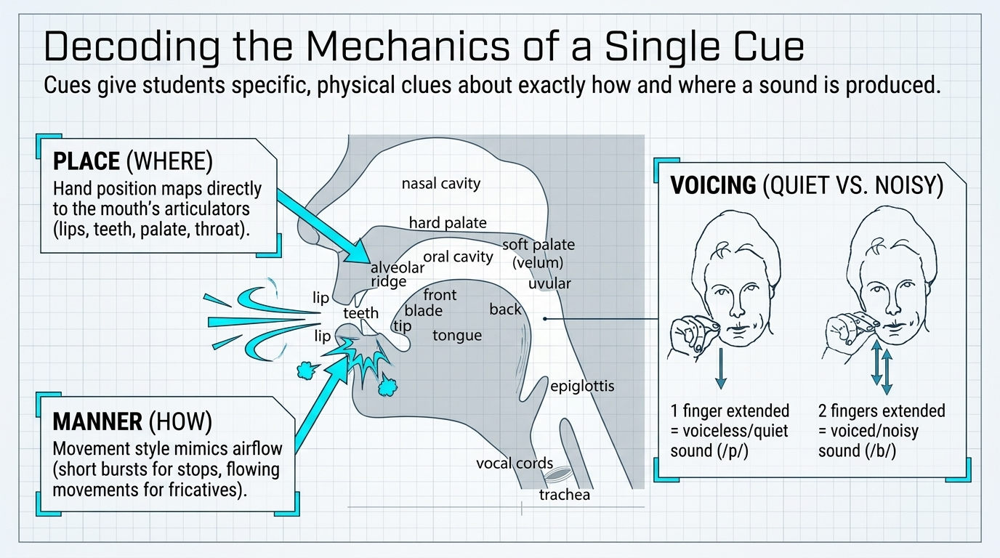 Decoding the Mechanics of a Single Cue
Cues give students specific, physical clues about exactly how and where a sound is produced.
PLACE (WHERE)
Hand position maps directly
to the mouth’s articulators
(lips, teeth, palate, throat).
MANNER (HOW)
Movement style mimics airflow
(short bursts for stops, flowing
movements for fricatives).
nasal cavity
hard palate
soft palate
(velum)
oral cavity
alveolar
ridge
uvular
lip
teeth
lip
front
blade
tip
back
tongue
epiglottis
vocal cords
trachea
VOICING (QUIET VS. NOISY)
1 finger extended
= voiceless/quiet
sound (/p/)
2 fingers extended
= voiced/noisy
sound (/b/)